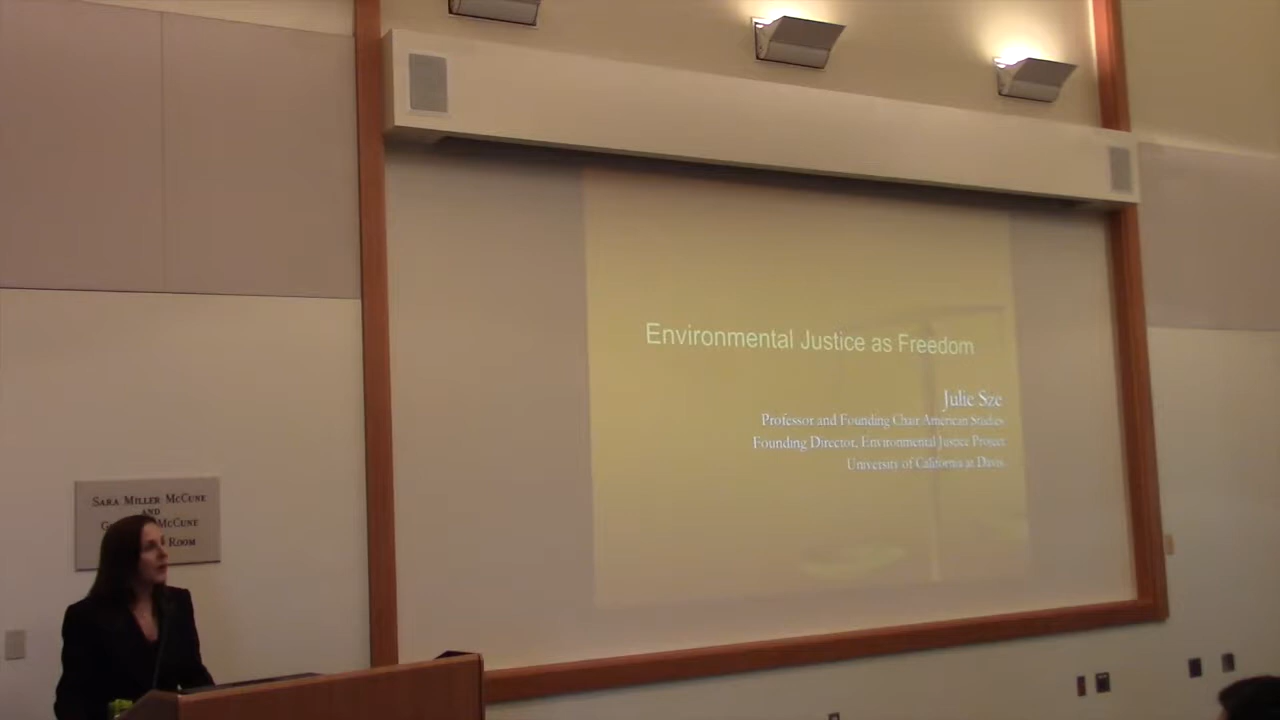 Environmental Justice as Freedom
Julie Sze
Professor and Founding Chair American Studies
Founding Director, Environmental Justice Project
University of California at Davis
Sara Miller McCune
and
McCune
Room